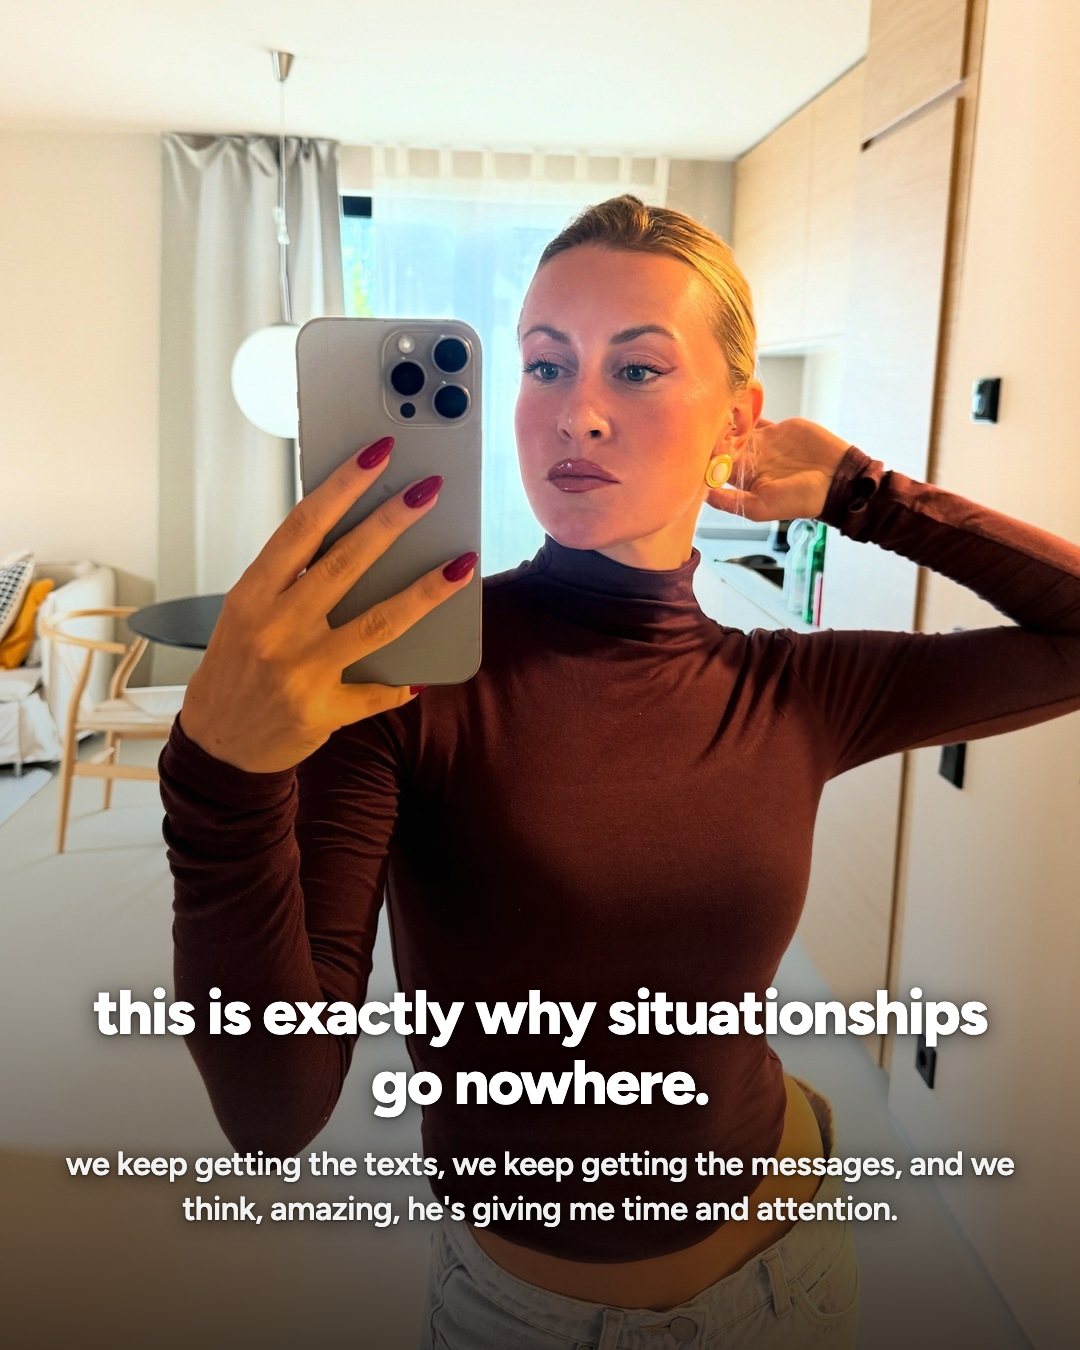 this is exactly why situationships
go nowhere.
we keep getting the texts, we keep getting the messages, and we
think, amazing, he's giving me time and attention.